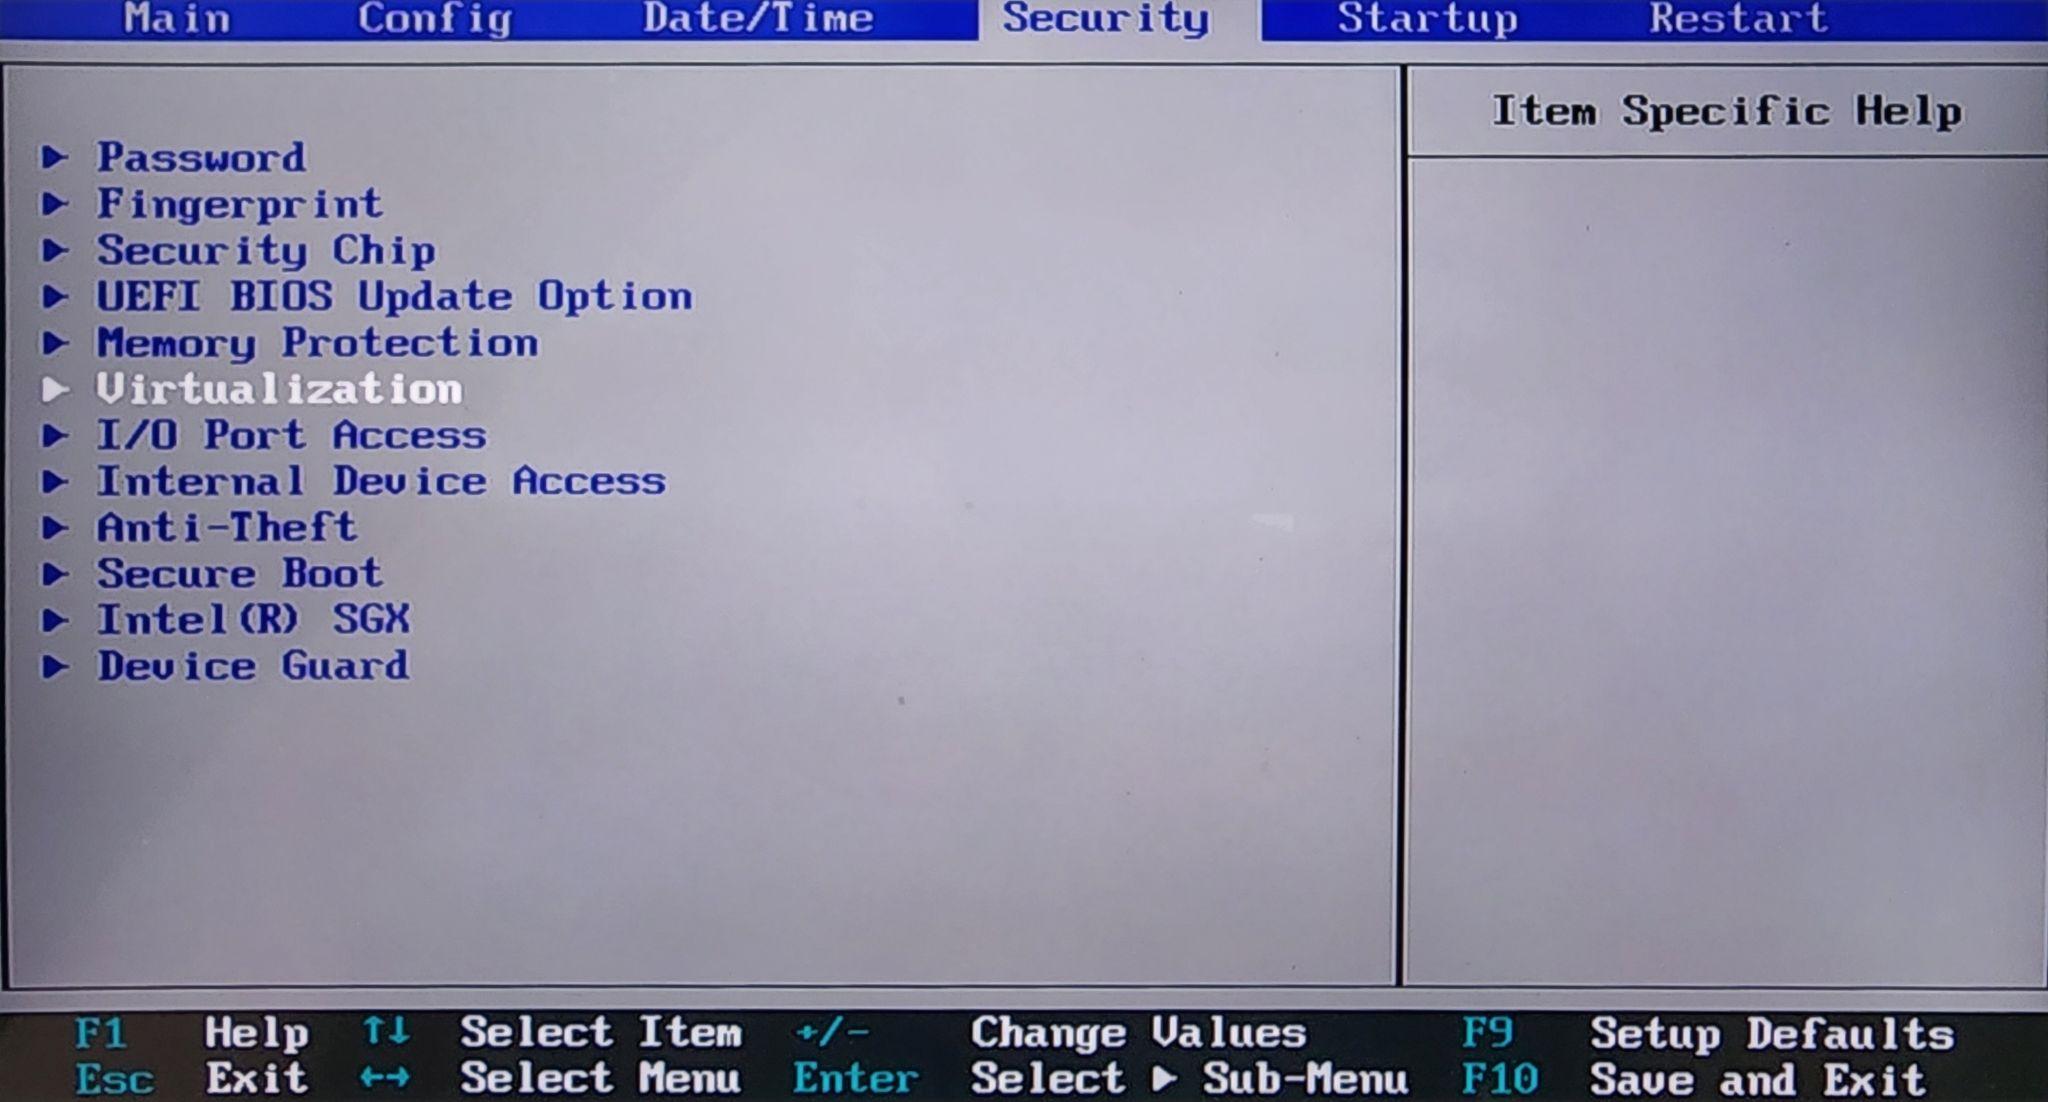 Main Config Date/Time Security Startup Restart
Item Specific Help
▶ Password
▶ Fingerprint
▶ Security Chip
▶ UEFI BIOS Update Option
▶ Memory Protection
▶ Virtualization
▶ I/O Port Access
▶ Internal Device Access
▶ Anti-Theft
▶ Secure Boot
▶ Intel(R) SGX
▶ Device Guard
F1 Help ↑↓ Select Item +/- Change Values F9 Setup Defaults
Esc Exit ←→ Select Menu Enter Select ▶ Sub-Menu F10 Save and Exit